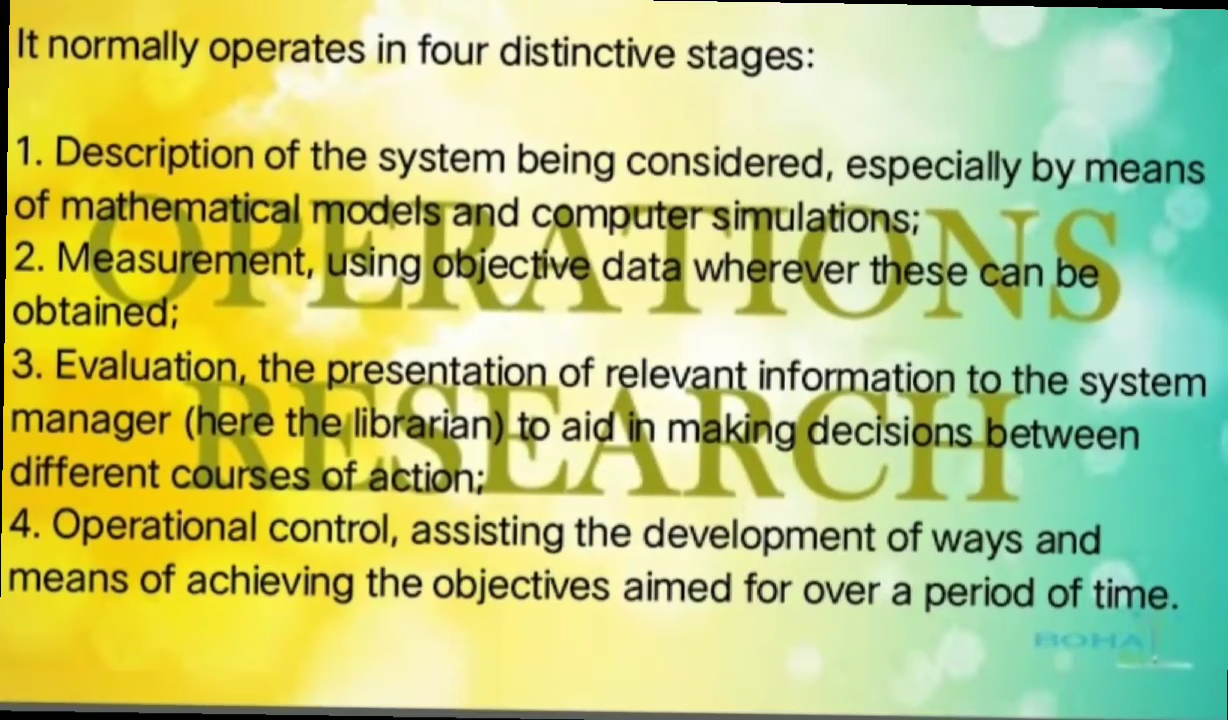 It normally operates in four distinctive stages:
1. Description of the system being considered, especially by means
of mathematical models and computer simulations;
2. Measurement, using objective data wherever these can be
obtained;
3. Evaluation, the presentation of relevant information to the system
manager (here the librarian) to aid in making decisions between
different courses of action;
4. Operational control, assisting the development of ways and
means of achieving the objectives aimed for over a period of time.
OPERATIONS
RESEARCH
BOHA